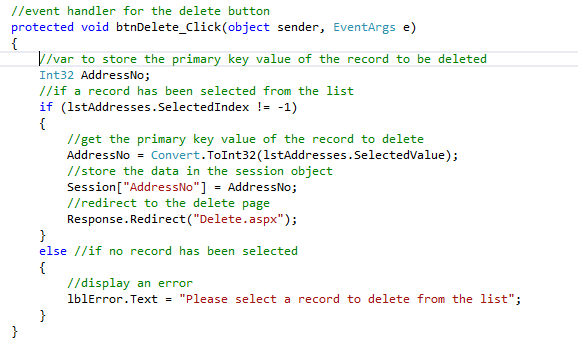 //event handler for the delete button
protected void btnDelete_Click(object sender, EventArgs e)
{
    //var to store the primary key value of the record to be deleted
    Int32 AddressNo;
    //if a record has been selected from the list
    if (lstAddresses.SelectedIndex != -1)
    {
        //get the primary key value of the record to delete
        AddressNo = Convert.ToInt32(lstAddresses.SelectedValue);
        //store the data in the session object
        Session["AddressNo"] = AddressNo;
        //redirect to the delete page
        Response.Redirect("Delete.aspx");
    }
    else //if no record has been selected
    {
        //display an error
        lblError.Text = "Please select a record to delete from the list";
    }
}